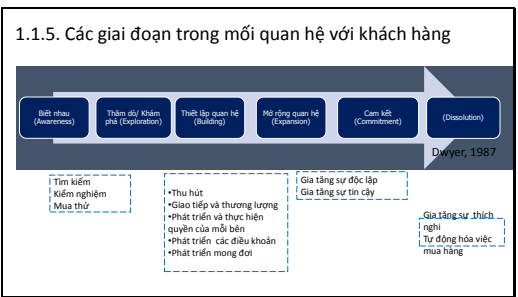 1.1.5. Các giai đoạn trong mối quan hệ với khách hàng
Biết nhau
(Awareness)
Thăm dò/ Khám
phá (Exploration)
Thiết lập quan hệ
(Building)
Mở rộng quan hệ
(Expansion)
Cam kết
(Commitment)
(Dissolution)
Dwyer, 1987
Tìm kiếm
Kiểm nghiệm
Mua thử
•Thu hút
•Giao tiếp và thương lượng
•Phát triển và thực hiện
quyền của mỗi bên
•Phát triển các điều khoản
•Phát triển mong đợi
Gia tăng sự độc lập
Gia tăng sự tin cậy
Gia tăng sự thích
nghi
Tự động hóa việc
mua hàng